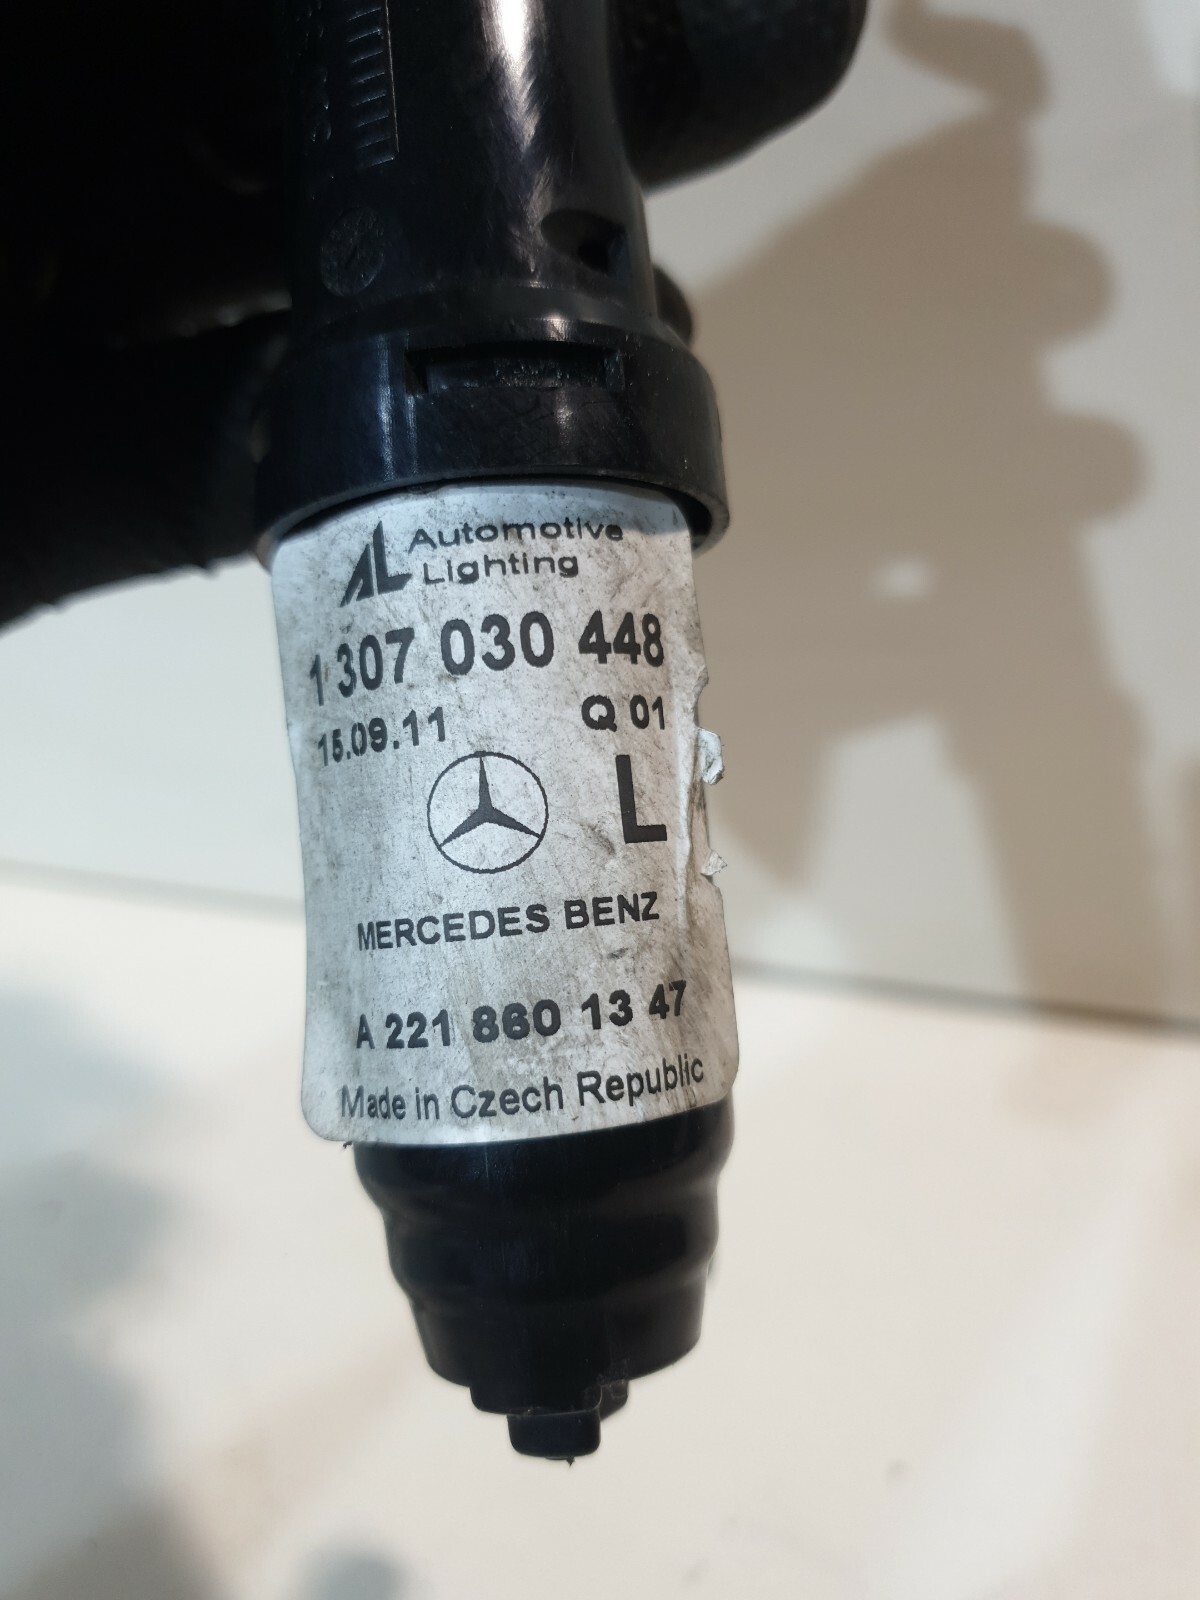 AL Automotive
Lighting
1 307 030 448
15.09.11 Q 01
L
MERCEDES BENZ
A 221 860 13 47
Made in Czech Republic